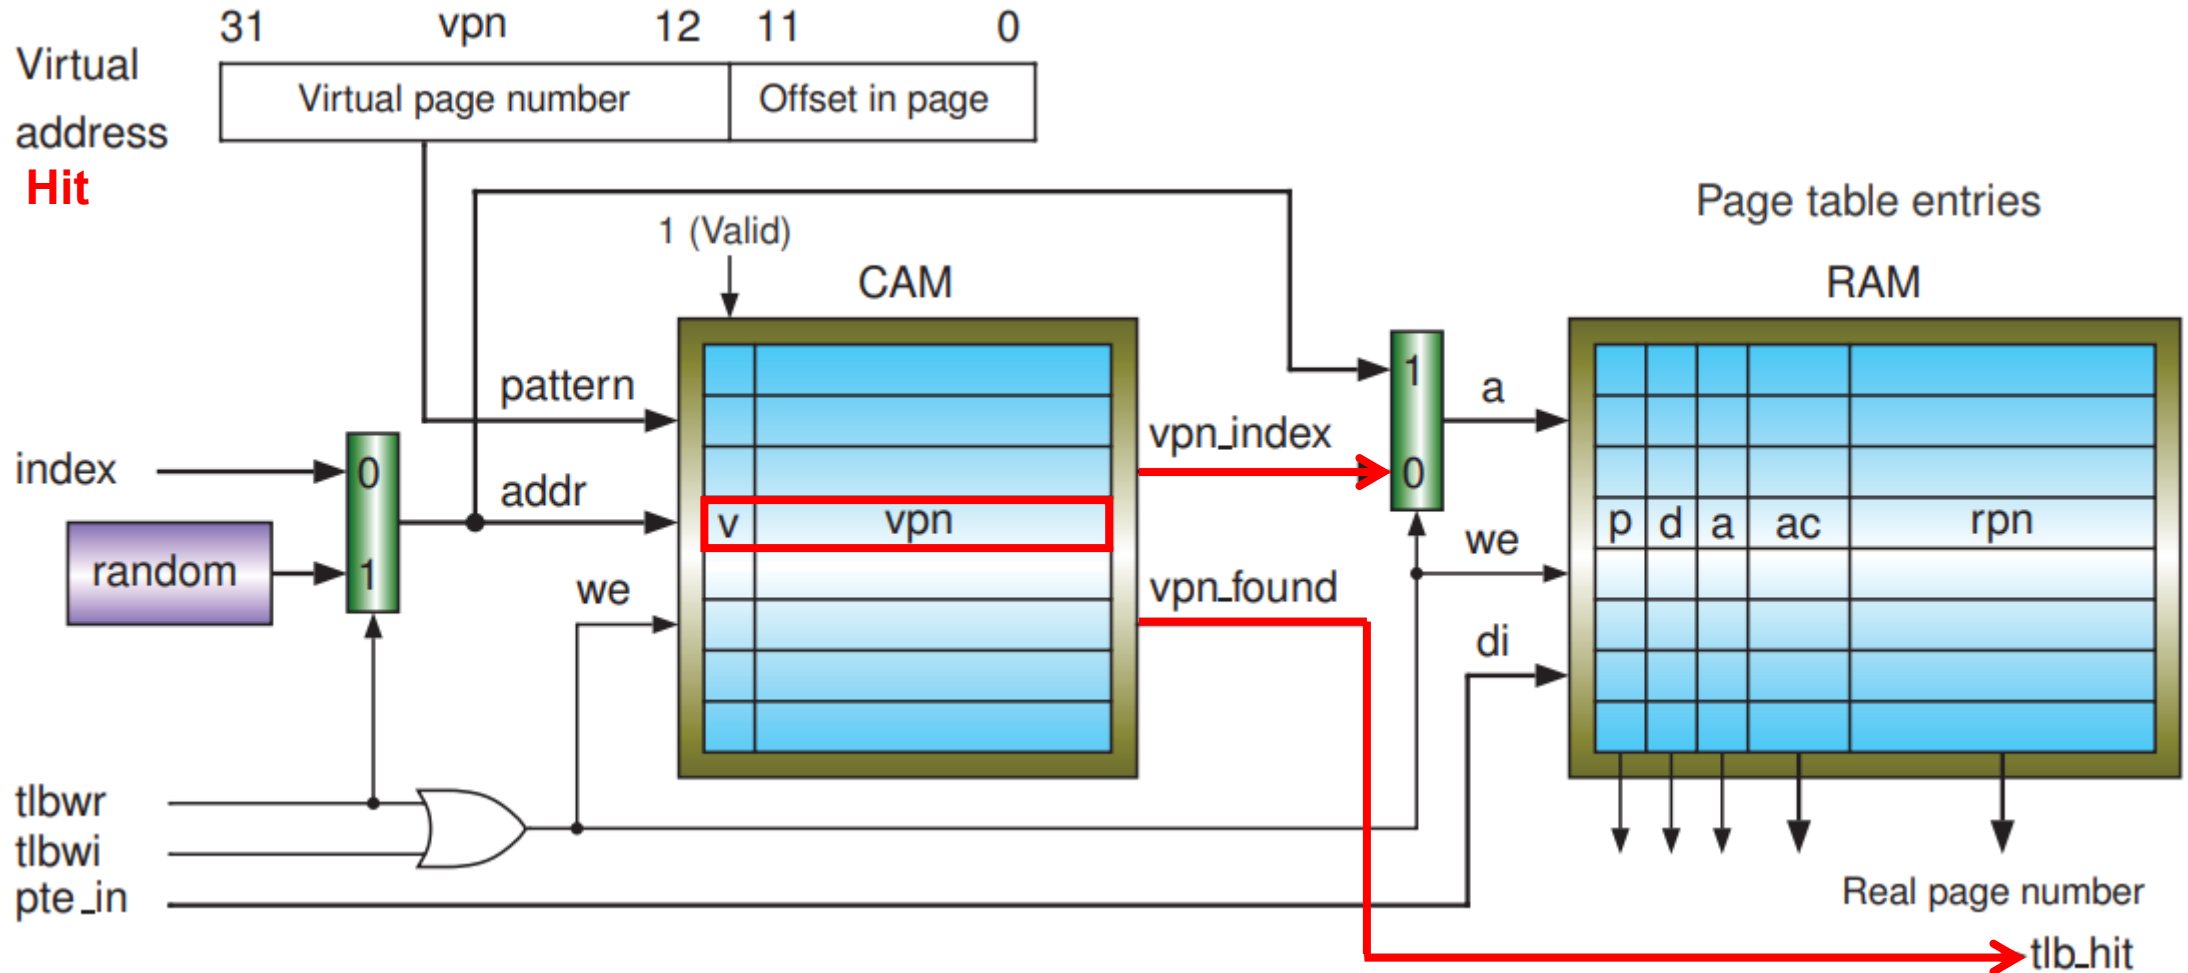 31 vpn 12 11 0
Virtual
address
Virtual page number Offset in page
Hit
1 (Valid)
Page table entries
CAM
RAM
pattern
index
0
addr
random
1
we
v vpn
vpn_index
vpn_found
1
0
a
we
di
p d a ac rpn
tlbwr
tlbwi
pte_in
Real page number
tlb_hit